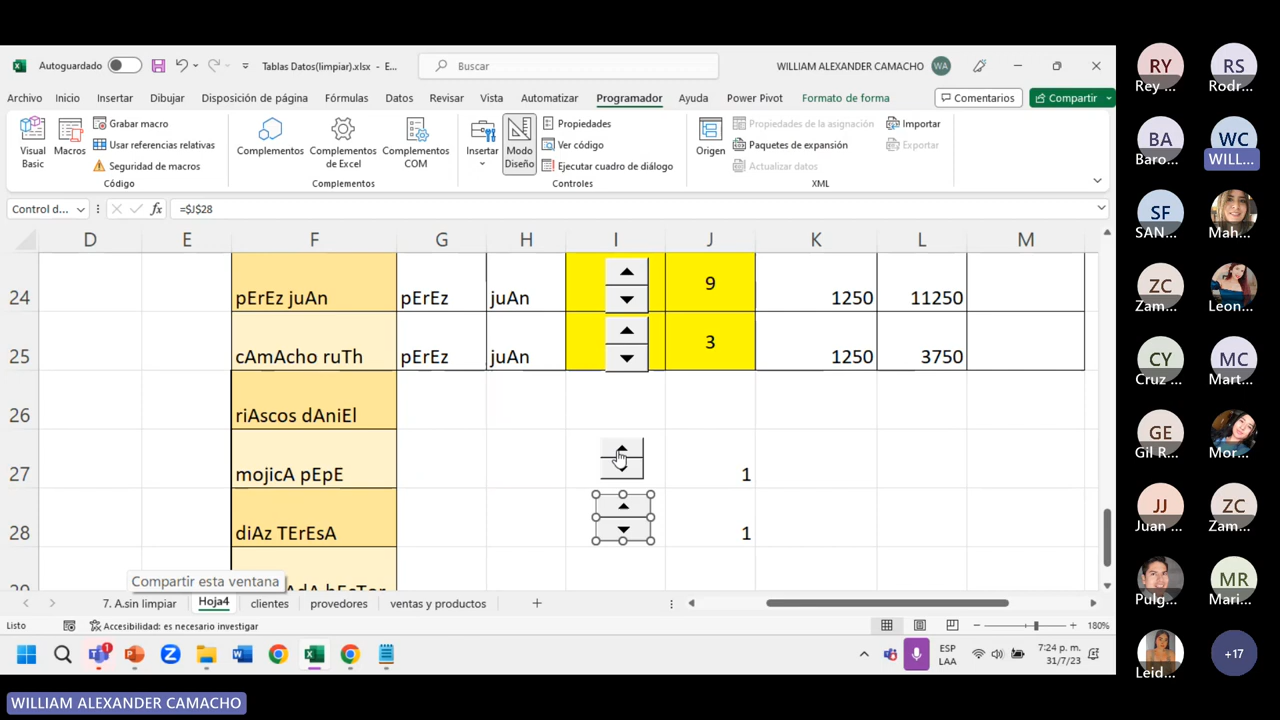 Autoguardado
Tablas Datos(limpiar).xlsx - E...
Buscar
WILLIAM ALEXANDER CAMACHO
WA
Archivo Inicio Insertar Dibujar Disposición de página Fórmulas Datos Revisar Vista Automatizar Programador Ayuda Power Pivot Formato de forma
Comentarios
Compartir
Visual Basic
Macros
Grabar macro
Usar referencias relativas
Seguridad de macros
Código
Complementos
Complementos de Excel
Complementos COM
Complementos
Insertar
Modo Diseño
Propiedades
Ver código
Ejecutar cuadro de diálogo
Controles
Origen
Propiedades de la asignación
Paquetes de expansión
Actualizar datos
Importar
Exportar
XML
Control d...
fx
=$J$28
D E F G H I J K L M
24 pErEz juAn pErEz juAn 9 1250 11250
25 cAmAcho ruTh pErEz juAn 3 1250 3750
26 riAscos dAniEl
27 mojicA pEpE 1
28 diAz TErEsA 1
Compartir esta ventana
7. A.sin limpiar Hoja4 clientes provedores ventas y productos
Listo
Accesibilidad: es necesario investigar
180%
1
ESP
LAA
7:24 p. m.
31/7/23
WILLIAM ALEXANDER CAMACHO
RY
Rey ...
RS
Rodr...
BA
Baro...
WC
WILL...
SF
SAN...
Mah...
ZC
Zam...
Leon...
CY
Cruz ...
MC
Mart...
GE
Gil R...
Mor...
JJ
Juan ...
ZC
Zam...
Pulg...
MR
Mari...
Leid...
+17